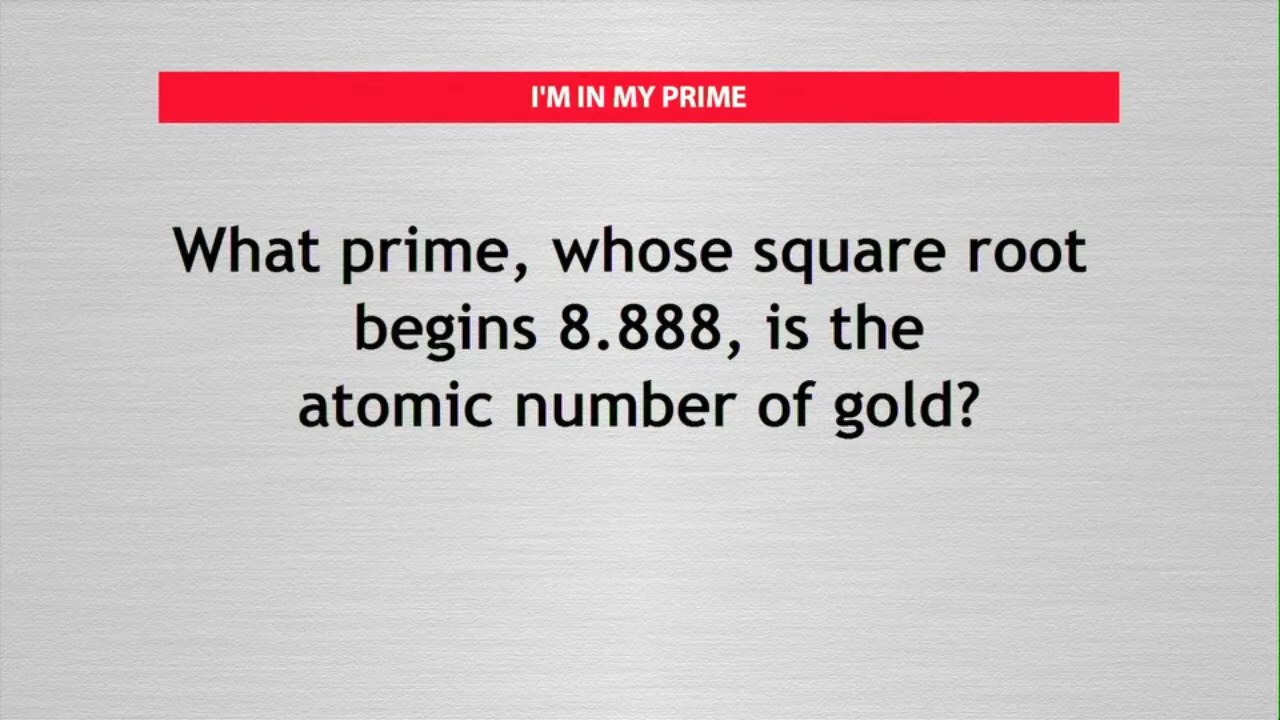 I'M IN MY PRIME
What prime, whose square root
begins 8.888, is the
atomic number of gold?